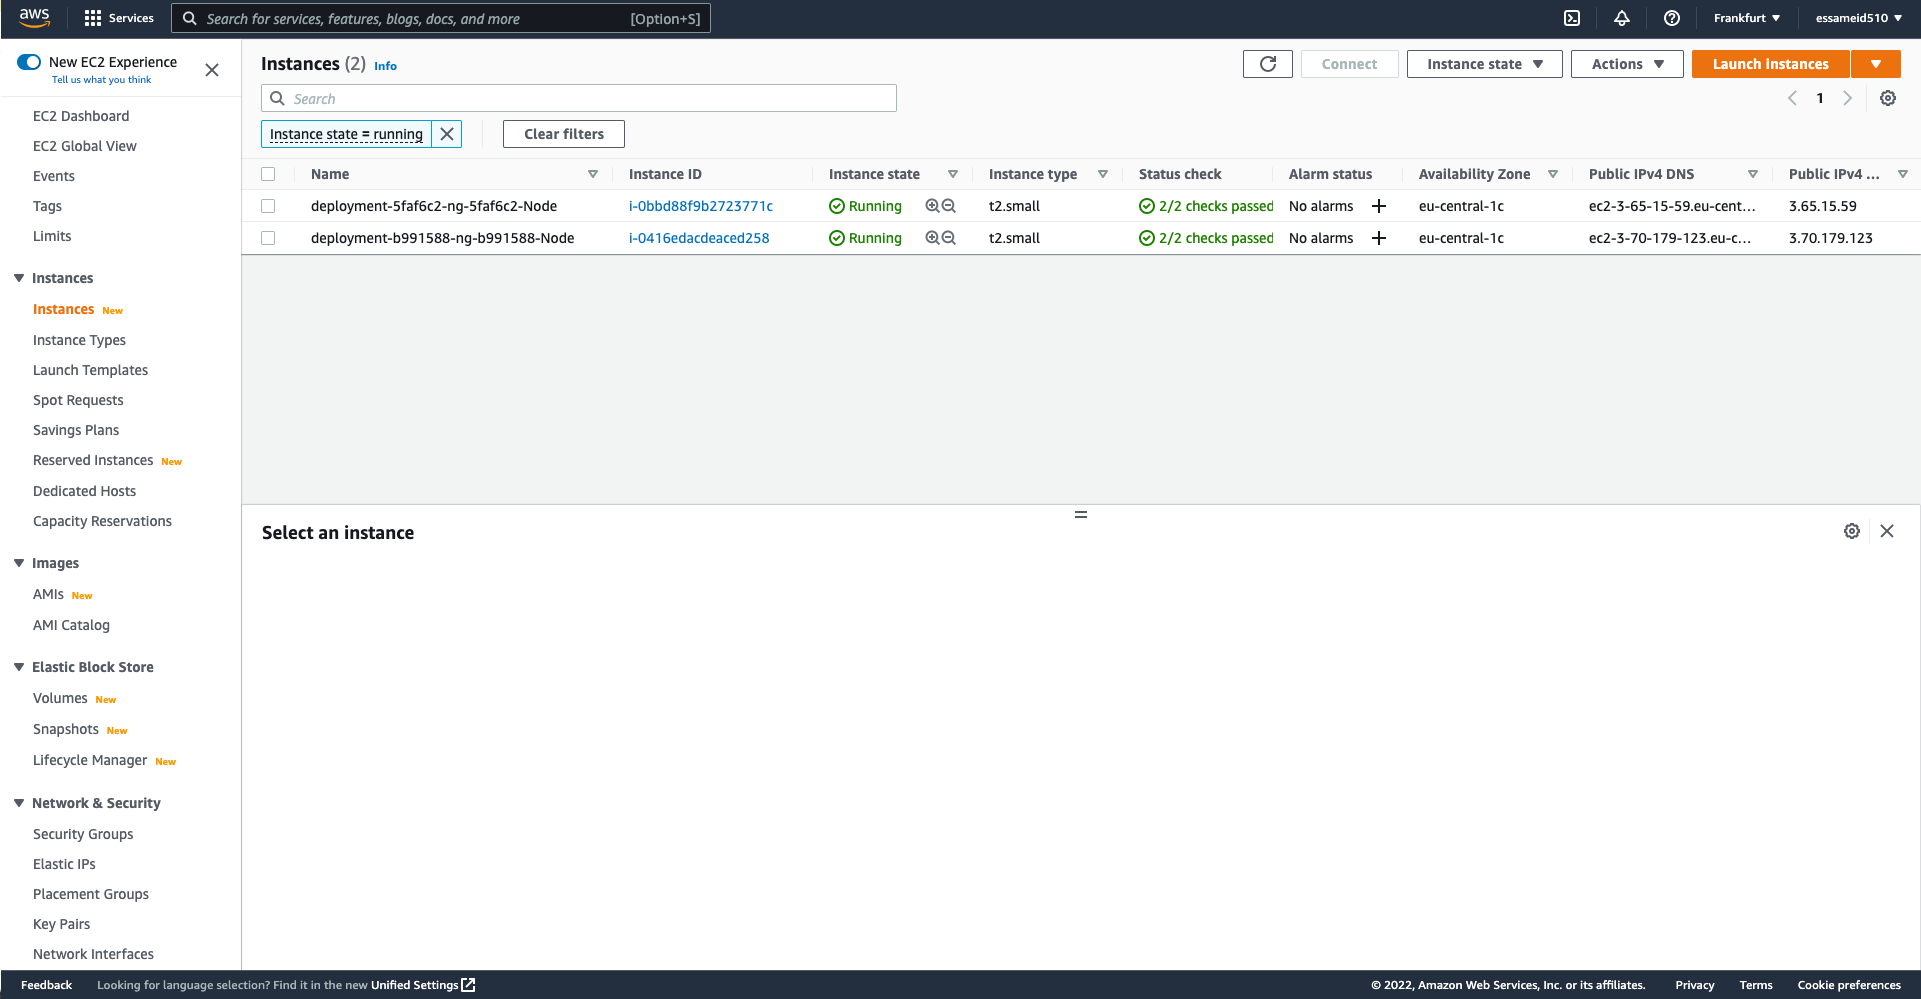 aws Services Search for services, features, blogs, docs, and more [Option+S] Frankfurt ▼ essameid510 ▼
New EC2 Experience
Tell us what you think
EC2 Dashboard
EC2 Global View
Events
Tags
Limits
Instances
Instances New
Instance Types
Launch Templates
Spot Requests
Savings Plans
Reserved Instances New
Dedicated Hosts
Capacity Reservations
Images
AMIs New
AMI Catalog
Elastic Block Store
Volumes New
Snapshots New
Lifecycle Manager New
Network & Security
Security Groups
Elastic IPs
Placement Groups
Key Pairs
Network Interfaces
Instances (2) Info Connect Instance state Actions Launch instances
Search 1
Instance state = running Clear filters
Name Instance ID Instance state Instance type Status check Alarm status Availability Zone Public IPv4 DNS Public IPv4 ...
deployment-5faf6c2-ng-5faf6c2-Node i-0bbd88f9b2723771c Running t2.small 2/2 checks passed No alarms eu-central-1c ec2-3-65-15-59.eu-cent... 3.65.15.59
deployment-b991588-ng-b991588-Node i-0416edacdeaced258 Running t2.small 2/2 checks passed No alarms eu-central-1c ec2-3-70-179-123.eu-c... 3.70.179.123
Select an instance
Feedback Looking for language selection? Find it in the new Unified Settings © 2022, Amazon Web Services, Inc. or its affiliates. Privacy Terms Cookie preferences